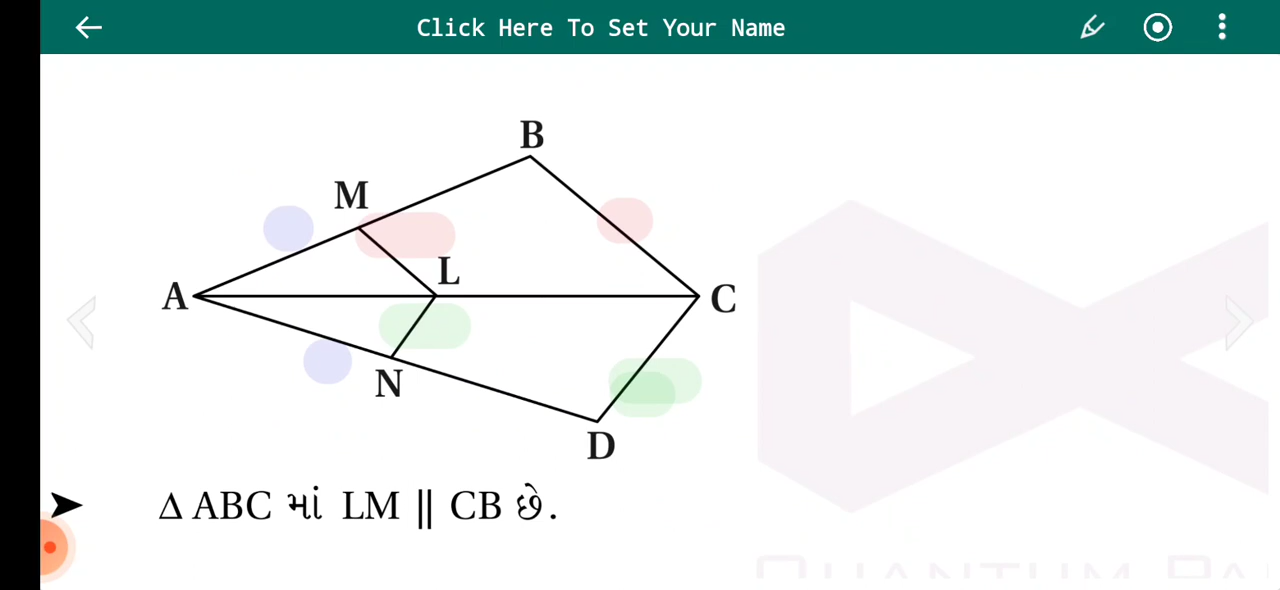 Click Here To Set Your Name
B
M
L
A
C
N
D
➤ Δ ABC માં LM || CB છે.